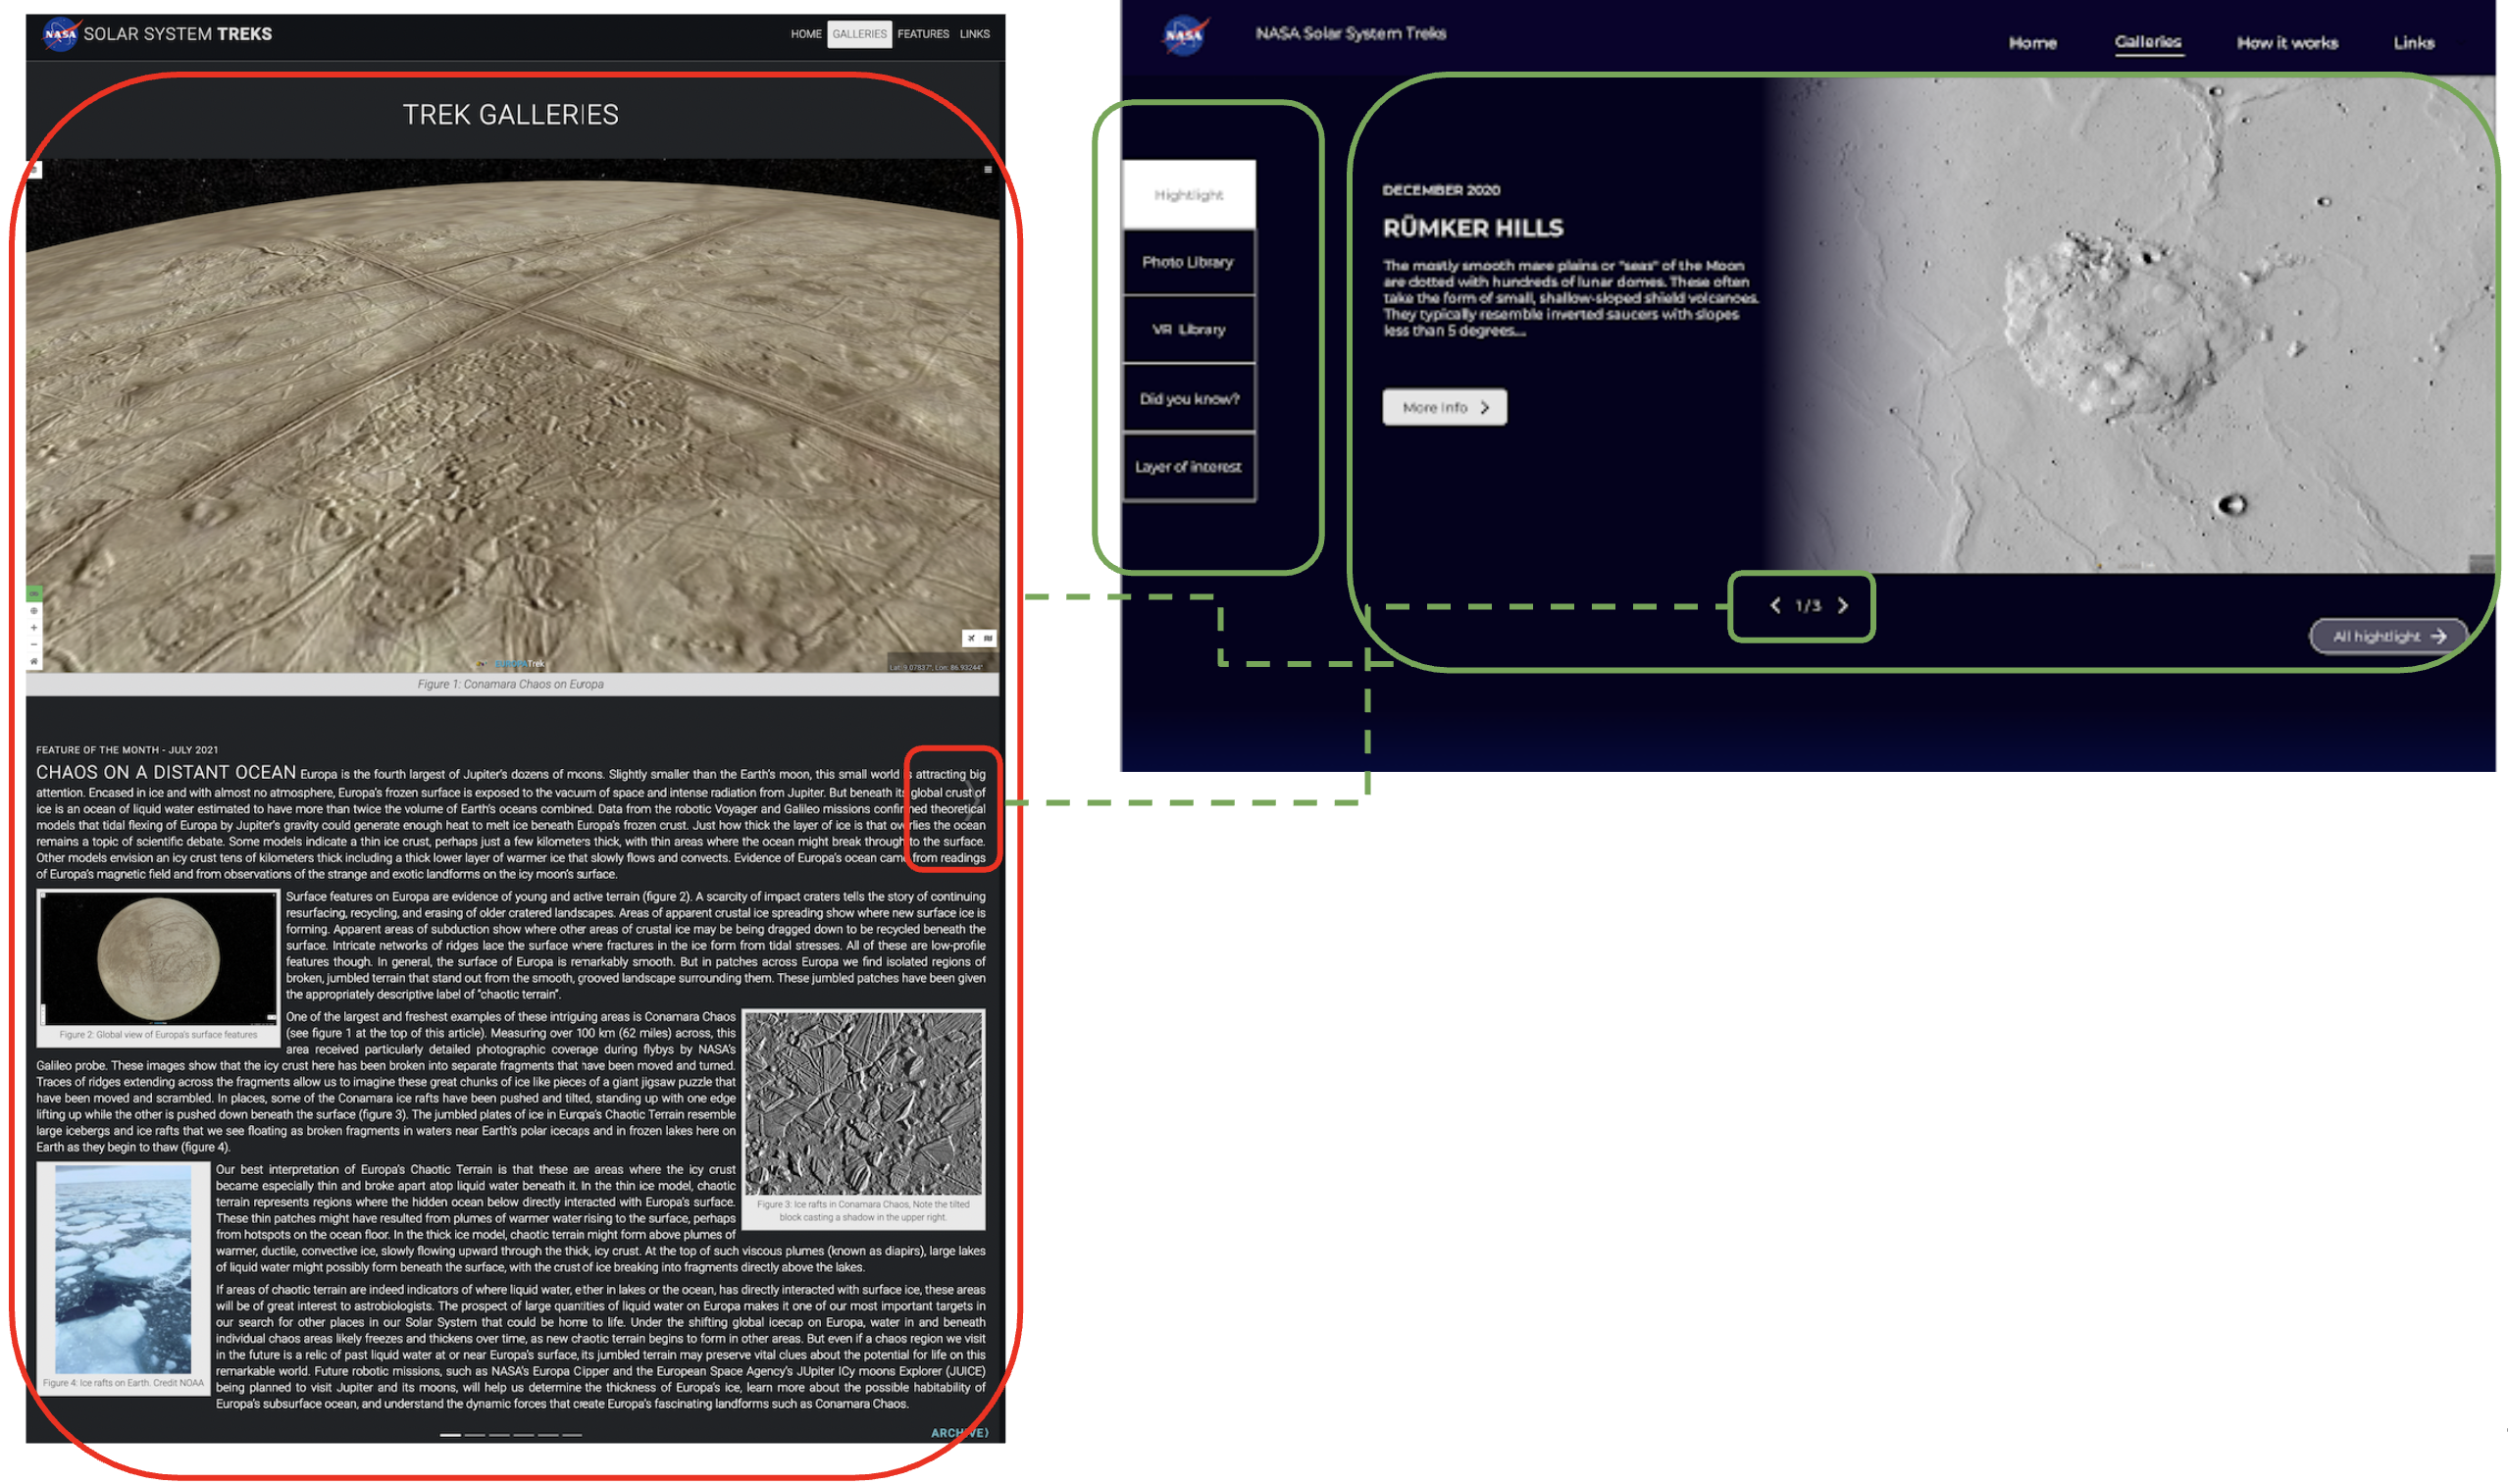 NASA SOLAR SYSTEM TREKS
HOME GALLERIES FEATURES LINKS
TREK GALLERIES
EUROPATrek
Lat: 9.07837°, Lon: 86.93244°
Figure 1: Conamara Chaos on Europa
FEATURE OF THE MONTH - JULY 2021
CHAOS ON A DISTANT OCEAN Europa is the fourth largest of Jupiter's dozens of moons. Slightly smaller than the Earth's moon, this small world is attracting big
attention. Encased in ice and with almost no atmosphere, Europa's frozen surface is exposed to the vacuum of space and intense radiation from Jupiter. But beneath its global crust of
ice is an ocean of liquid water estimated to have more than twice the volume of Earth's oceans combined. Data from the robotic Voyager and Galileo missions confirmed theoretical
models that tidal flexing of Europa by Jupiter's gravity could generate enough heat to melt ice beneath Europa's frozen crust. Just how thick the layer of ice is that overlies the ocean
remains a topic of scientific debate. Some models indicate a thin ice crust, perhaps just a few kilometers thick, with thin areas where the ocean might break through to the surface.
Other models envision an icy crust tens of kilometers thick including a thick lower layer of warmer ice that slowly flows and convects. Evidence of Europa's ocean came from readings
of Europa's magnetic field and from observations of the strange and exotic landforms on the icy moon's surface.
Surface features on Europa are evidence of young and active terrain (figure 2). A scarcity of impact craters tells the story of continuing
resurfacing, recycling, and erasing of older cratered landscapes. Areas of apparent crustal ice spreading show where new surface ice is
forming. Apparent areas of subduction show where other areas of crustal ice may be being dragged down to be recycled beneath the
surface. Intricate networks of ridges lace the surface where fractures in the ice form from tidal stresses. All of these are low-profile
features though. In general, the surface of Europa is remarkably smooth. But in patches across Europa we find isolated regions of
broken, jumbled terrain that stand out from the smooth, grooved landscape surrounding them. These jumbled patches have been given
the appropriately descriptive label of "chaotic terrain".
Figure 2: Global view of Europa's surface features
One of the largest and freshest examples of these intriguing areas is Conamara Chaos
(see figure 1 at the top of this article). Measuring over 100 km (62 miles) across, this
area received particularly detailed photographic coverage during flybys by NASA's
Galileo probe. These images show that the icy crust here has been broken into separate fragments that have been moved and turned.
Traces of ridges extending across the fragments allow us to imagine these great chunks of ice like pieces of a giant jigsaw puzzle that
have been moved and scrambled. In places, some of the Conamara ice rafts have been pushed and tilted, standing up with one edge
lifting up while the other is pushed down beneath the surface (figure 3). The jumbled plates of ice in Europa's Chaotic Terrain resemble
large icebergs and ice rafts that we see floating as broken fragments in waters near Earth's polar icecaps and in frozen lakes here on
Earth as they begin to thaw (figure 4).
Figure 3: Ice rafts in Conamara Chaos, Note the tilted
block casting a shadow in the upper right.
Our best interpretation of Europa's Chaotic Terrain is that these are areas where the icy crust
became especially thin and broke apart atop liquid water beneath it. In the thin ice model, chaotic
terrain represents regions where the hidden ocean below directly interacted with Europa's surface.
These thin patches might have resulted from plumes of warmer water rising to the surface, perhaps
from hotspots on the ocean floor. In the thick ice model, chaotic terrain might form above plumes of
warmer, ductile, convective ice, slowly flowing upward through the thick, icy crust. At the top of such viscous plumes (known as diapirs), large lakes
of liquid water might possibly form beneath the surface, with the crust of ice breaking into fragments directly above the lakes.
If areas of chaotic terrain are indeed indicators of where liquid water, either in lakes or the ocean, has directly interacted with surface ice, these areas
will be of great interest to astrobiologists. The prospect of large quantities of liquid water on Europa makes it one of our most important targets in
our search for other places in our Solar System that could be home to life. Under the shifting global icecap on Europa, water in and beneath
individual chaos areas likely freezes and thickens over time, as new chaotic terrain begins to form in other areas. But even if a chaos region we visit
in the future is a relic of past liquid water at or near Europa's surface, its jumbled terrain may preserve vital clues about the potential for life on this
remarkable world. Future robotic missions, such as NASA's Europa Clipper and the European Space Agency's JUpiter ICy moons Explorer (JUICE)
being planned to visit Jupiter and its moons, will help us determine the thickness of Europa's ice, learn more about the possible habitability of
Europa's subsurface ocean, and understand the dynamic forces that create Europa's fascinating landforms such as Conamara Chaos.
Figure 4: Ice rafts on Earth. Credit NOAA
ARCHIVE⟩
NASA NASA Solar System Treks
Home Galleries How it works Links
Hightlight
Photo Library
VR Library
Did you know?
Layer of interest
DECEMBER 2020
RÜMKER HILLS
The mostly smooth mare plains or "seas" of the Moon
are dotted with hundreds of lunar domes. These often
take the form of small, shallow-sloped shield volcanoes.
They typically resemble inverted saucers with slopes
less than 5 degrees...
More Info
1/3
All hightlight